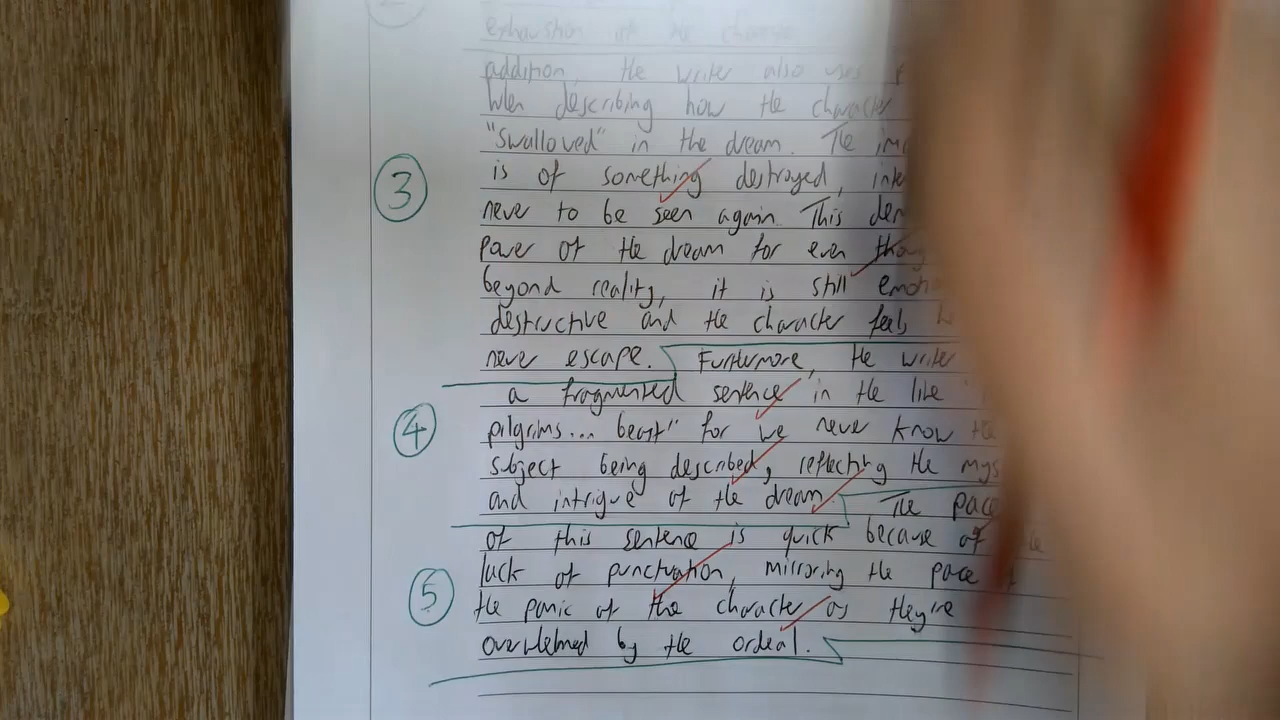 exhaustion of the character
addition, the writer also uses
when describing how the character
"swallowed" in the dream. The
③ is of something destroyed,
never to be seen again. This
power of the dream for even
beyond reality, it is still
destructive and the character feels
never escape. Furthermore, the writer
a fragmented sentence in the like
④ pilgrims... beast" for we never know
subject being described, reflecting the
and intrigue of the dream. The pace
of this sentence is quick because of
lack of punctuation, mirroring the pace
⑤ the panic of the character as they're
overwhelmed by the ordeal.